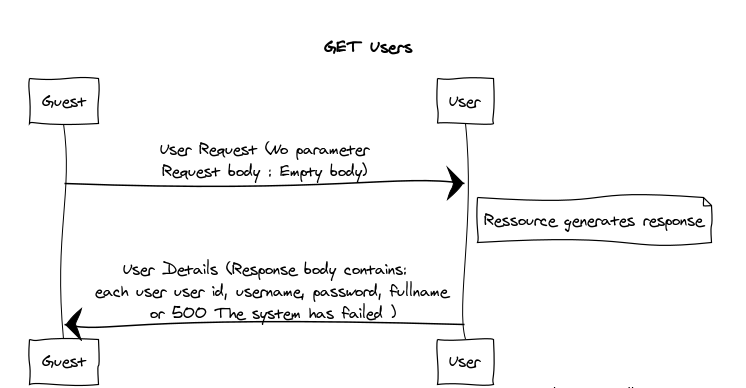 GET Users
Guest
User
User Request (No parameter
Request body : Empty body)
Ressource generates response
User Details (Response body contains:
each user user id, username, password, fullname
or 500 The system has failed )
Guest
User